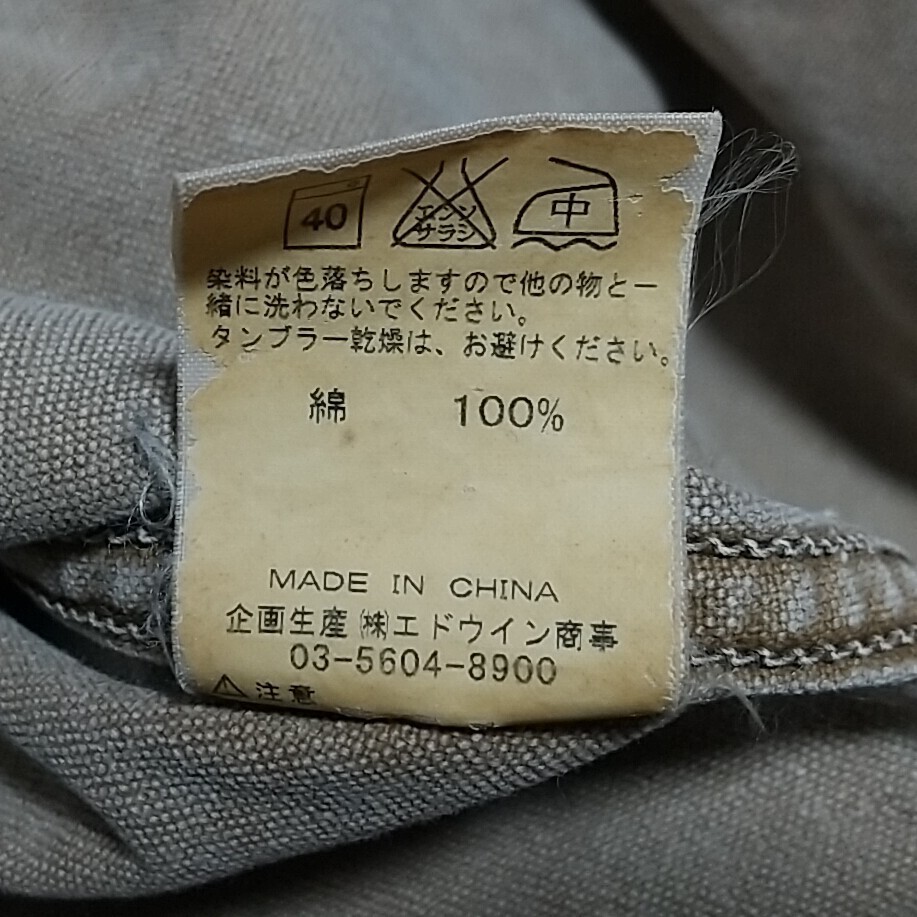 40
エンソ
サラシ
中
染料が色落ちしますので他の物と一
緒に洗わないでください。
タンブラー乾燥は、お避けください。
綿 100%
MADE IN CHINA
企画生産㈱エドウイン商事
03-5604-8900
⚠注意